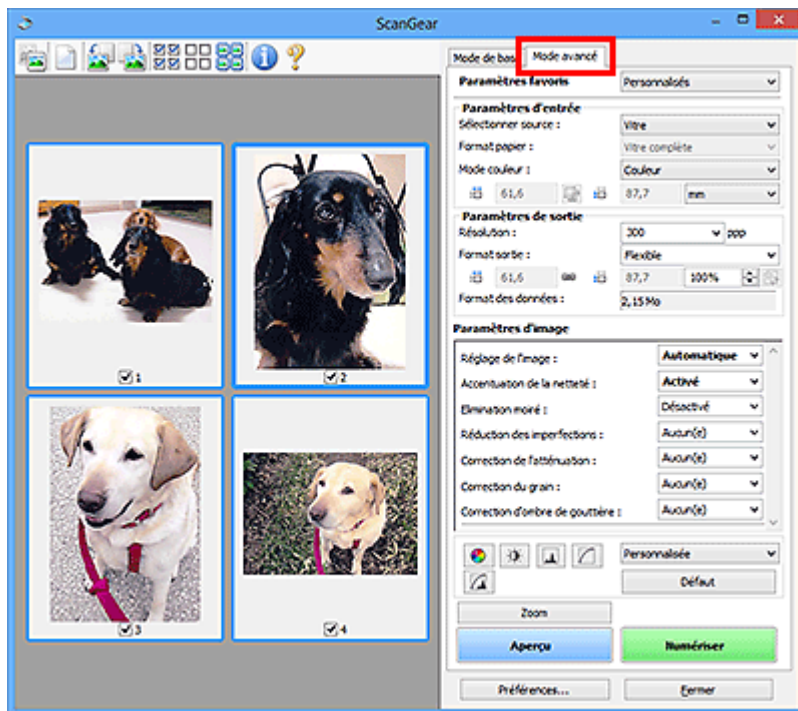 ScanGear
Mode de bas Mode avancé
Paramètres favoris Personnalisés
Paramètres d'entrée
Sélectionner source : Vitre
Format papier : Vitre complète
Mode couleur : Couleur
61,6 87,7 mm
Paramètres de sortie
Résolution : 300 ppp
Format sortie : Flexible
61,6 87,7 100%
Format des données : 2,15 Mo
Paramètres d'image
Réglage de l'image : Automatique
Accentuation de la netteté : Activé
Elimination moiré : Désactivé
Réduction des imperfections : Aucun(e)
Correction de l'atténuation : Aucun(e)
Correction du grain : Aucun(e)
Correction d'ombre de gouttière : Aucun(e)
Personnalisée
Défaut
Zoom
Aperçu Numériser
Préférences... Fermer
1
2
3
4